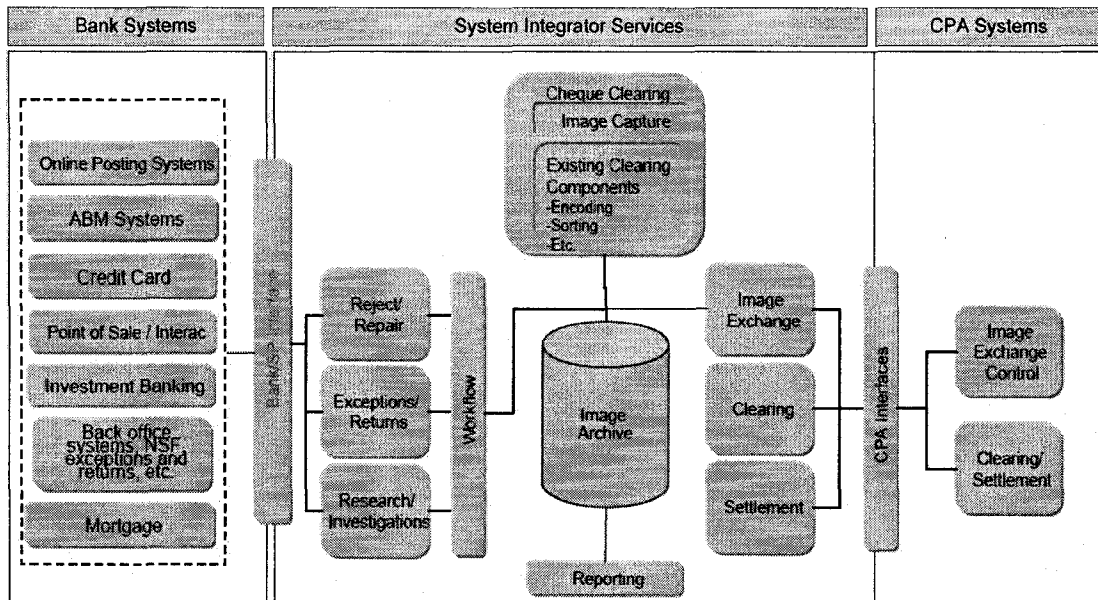 Bank Systems
System Integrator Services
CPA Systems
Online Posting Systems
ABM Systems
Credit Card
Point of Sale / Interac
Investment Banking
Back office
systems, NSF,
exceptions and
returns, etc.
Mortgage
Bank/SP Interface
Reject/
Repair
Exceptions/
Returns
Research/
Investigations
Workflow
Cheque Clearing
Image Capture
Existing Clearing
Components
-Encoding
-Sorting
-Etc.
Image
Archive
Reporting
Image
Exchange
Clearing
Settlement
CPA Interfaces
Image
Exchange
Control
Clearing/
Settlement